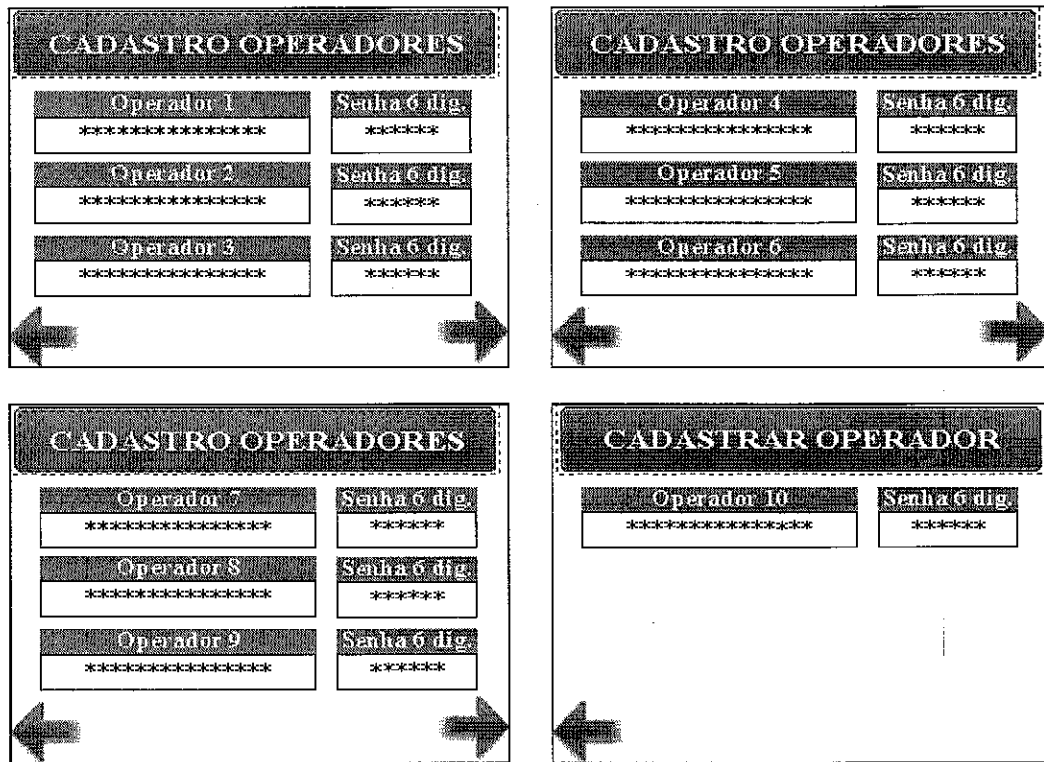 CADASTRO OPERADORES
Operador 1 Senha 6 dig.
*************** ******
Operador 2 Senha 6 dig.
*************** ******
Operador 3 Senha 6 dig.
*************** ******
CADASTRO OPERADORES
Operador 4 Senha 6 dig.
*************** ******
Operador 5 Senha 6 dig.
*************** ******
Operador 6 Senha 6 dig.
*************** ******
CADASTRO OPERADORES
Operador 7 Senha 6 dig.
*************** ******
Operador 8 Senha 6 dig.
*************** ******
Operador 9 Senha 6 dig.
*************** ******
CADASTRAR OPERADOR
Operador 10 Senha 6 dig.
*************** ******